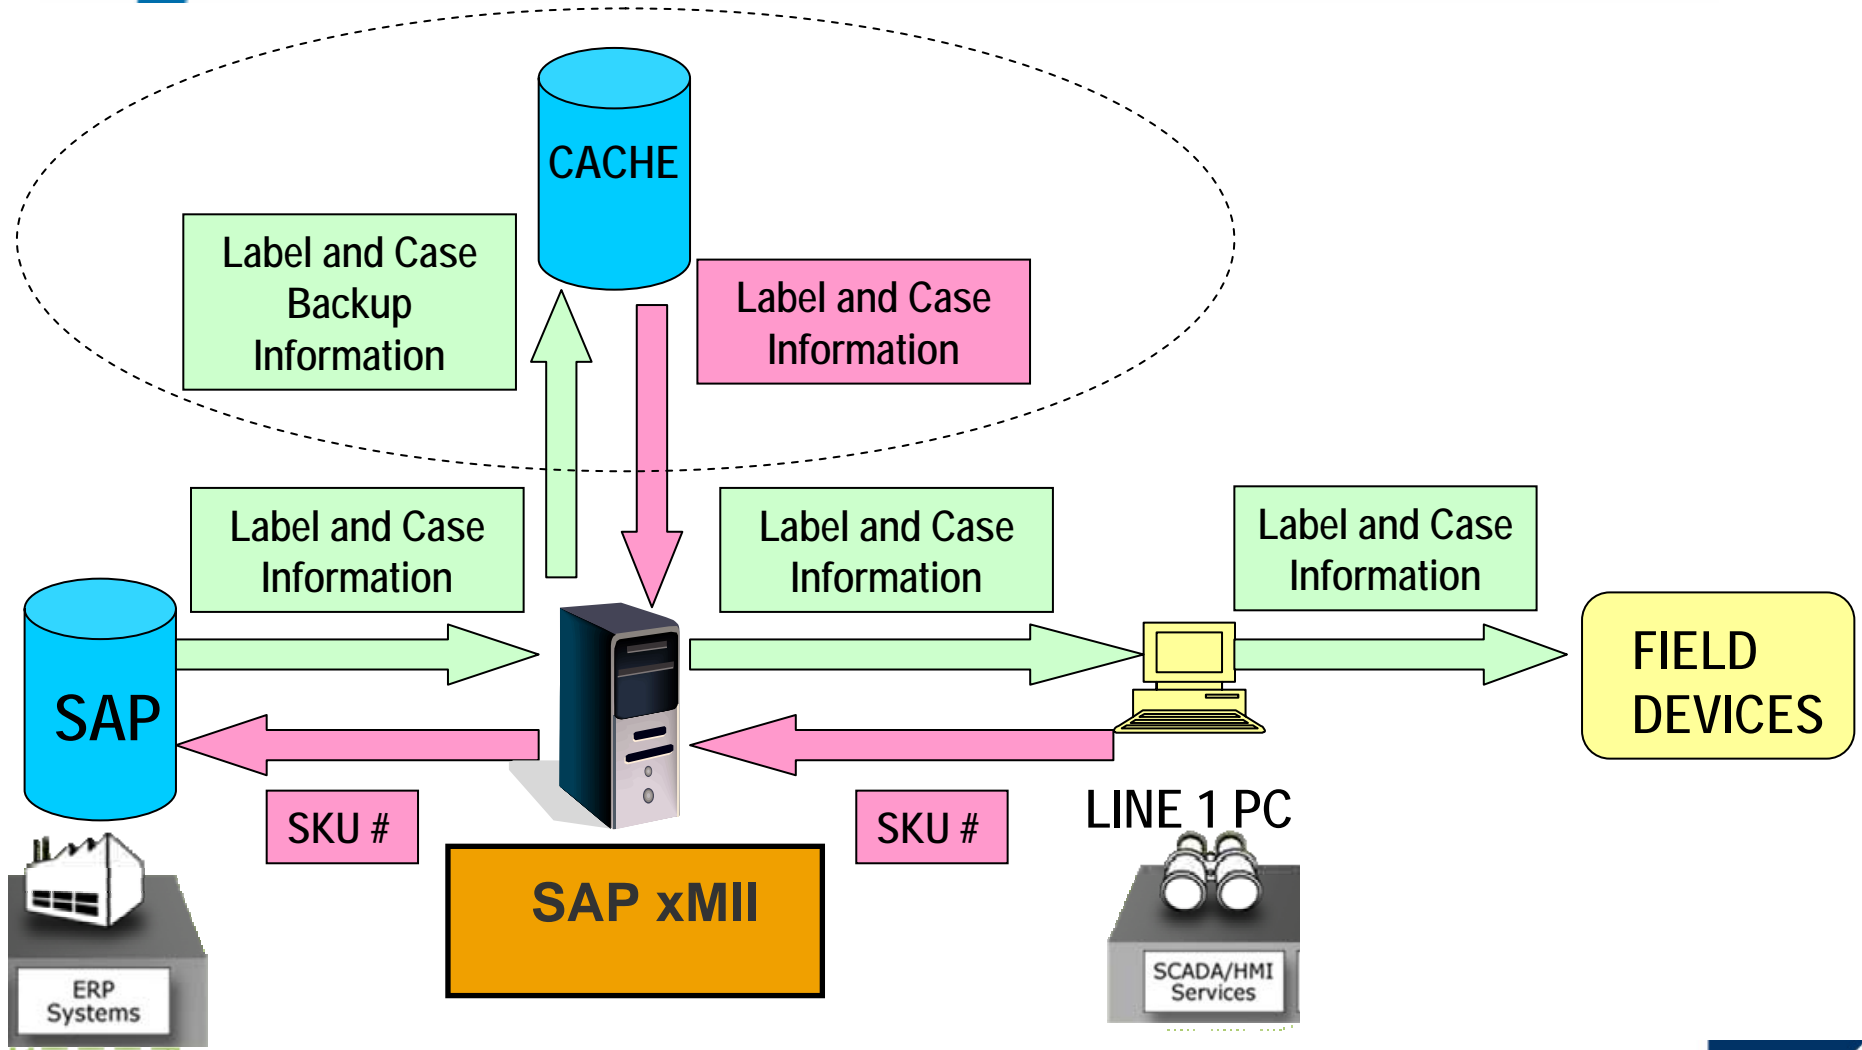 CACHE
Label and Case
Backup
Information
Label and Case
Information
Label and Case
Information
Label and Case
Information
Label and Case
Information
SAP
FIELD
DEVICES
SKU #
SKU #
LINE 1 PC
SAP xMII
ERP
Systems
SCADA/HMI
Services